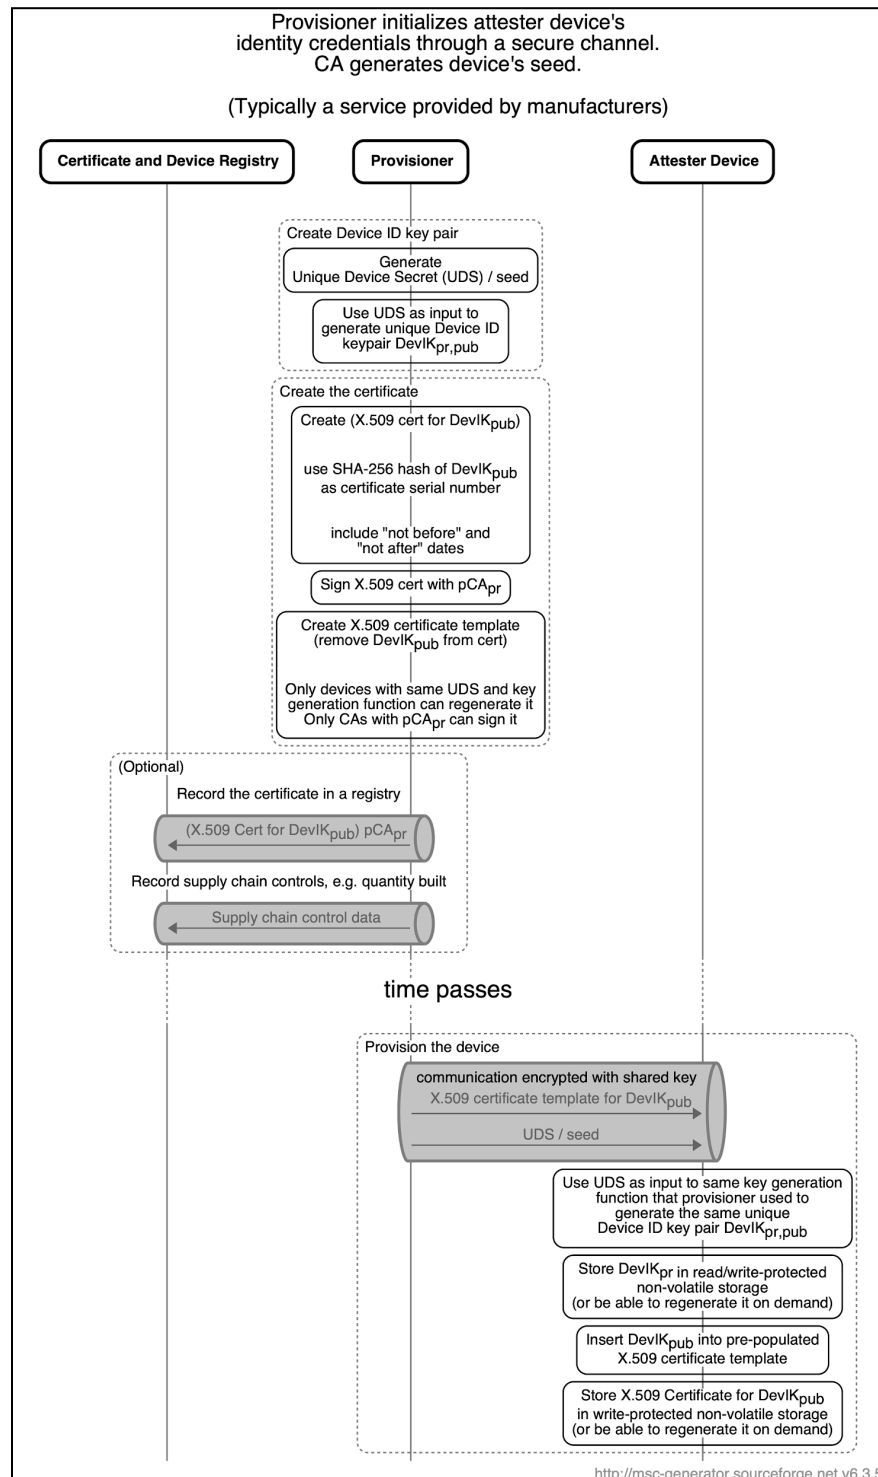 Provisioner initializes attester device's
identity credentials through a secure channel.
CA generates device's seed.
(Typically a service provided by manufacturers)
Certificate and Device Registry
Provisioner
Attester Device
Create Device ID key pair
Generate
Unique Device Secret (UDS) / seed
Use UDS as input to
generate unique Device ID
keypair DevIKpr,pub
Create the certificate
Create (X.509 cert for DevIKpub)
use SHA-256 hash of DevIKpub
as certificate serial number
include "not before" and
"not after" dates
Sign X.509 cert with pCApr
Create X.509 certificate template
(remove DevIKpub from cert)
Only devices with same UDS and key
generation function can regenerate it
Only CAs with pCApr can sign it
(Optional)
Record the certificate in a registry
(X.509 Cert for DevIKpub) pCApr
Record supply chain controls, e.g. quantity built
Supply chain control data
time passes
Provision the device
communication encrypted with shared key
X.509 certificate template for DevIKpub
UDS / seed
Use UDS as input to same key generation
function that provisioner used to
generate the same unique
Device ID key pair DevIKpr,pub
Store DevIKpr in read/write-protected
non-volatile storage
(or be able to regenerate it on demand)
Insert DevIKpub into pre-populated
X.509 certificate template
Store X.509 Certificate for DevIKpub
in write-protected non-volatile storage
(or be able to regenerate it on demand)
http://msc-generator.sourceforge.net v6.3.5